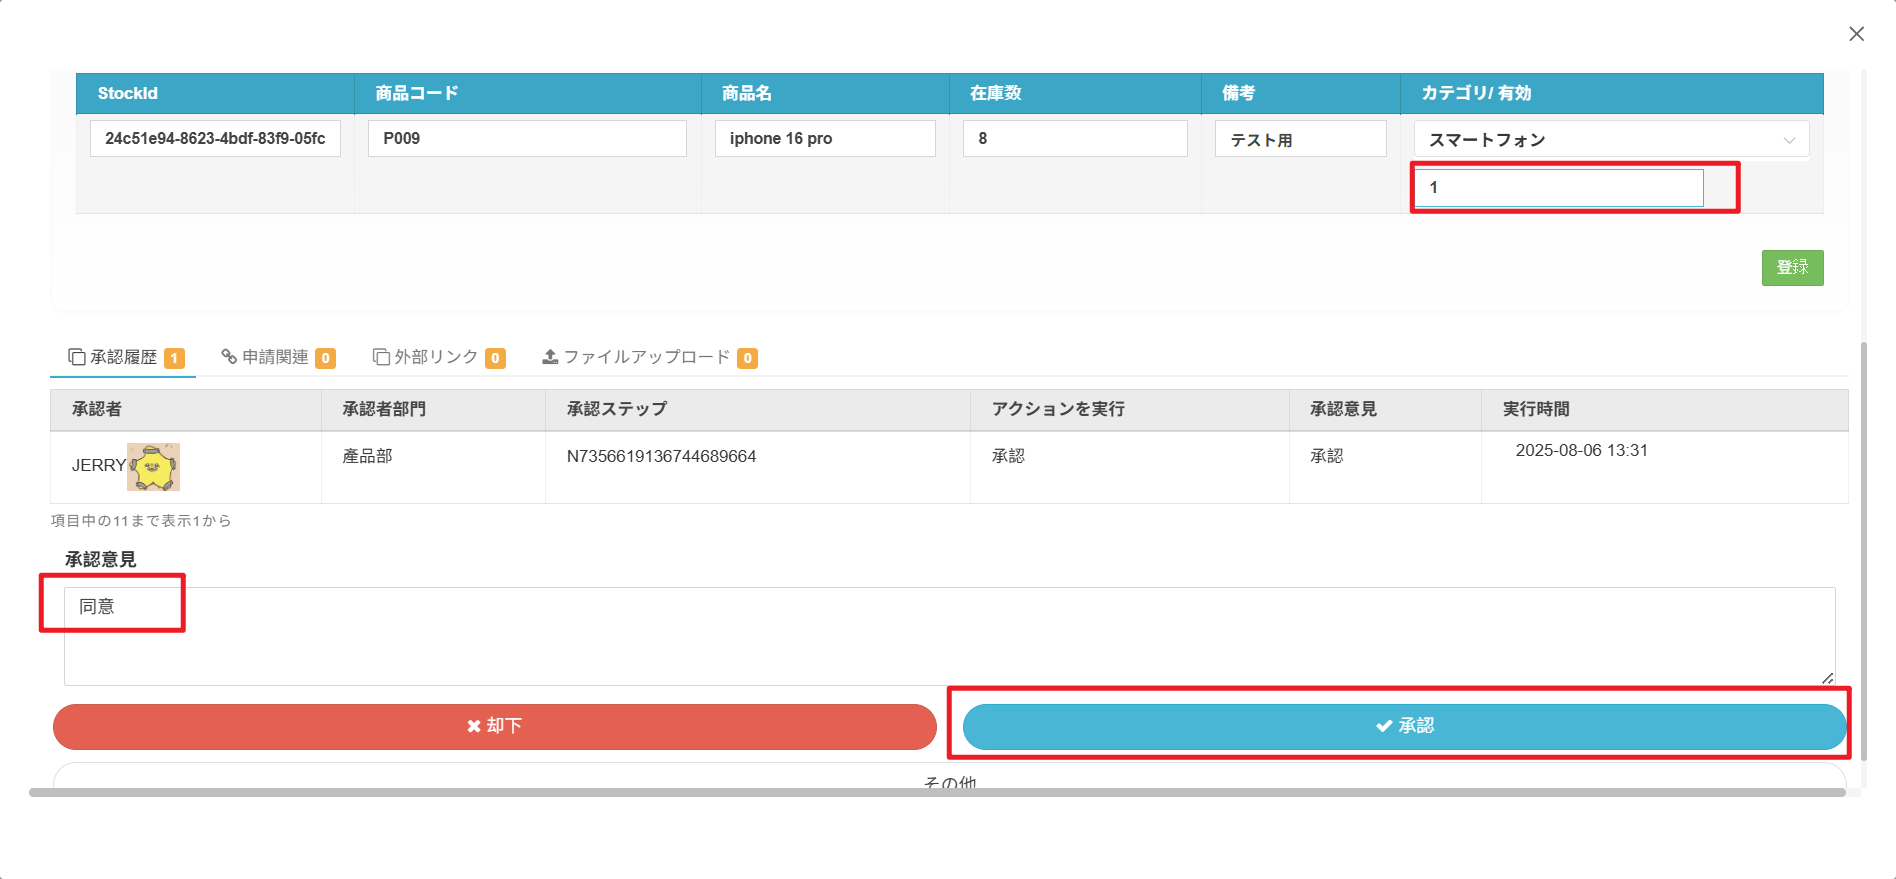 StockId 商品コード 商品名 在庫数 備考 カテゴリ/ 有効
24c51e94-8623-4bdf-83f9-05fc P009 iphone 16 pro 8 テスト用 スマートフォン
1
登録
承認履歴 1 申請関連 0 外部リンク 0 ファイルアップロード 0
承認者 承認者部門 承認ステップ アクションを実行 承認意見 実行時間
JERRY 產品部 N7356619136744689664 承認 承認 2025-08-06 13:31
項目中の11まで表示1から
承認意見
同意
却下 承認
その他